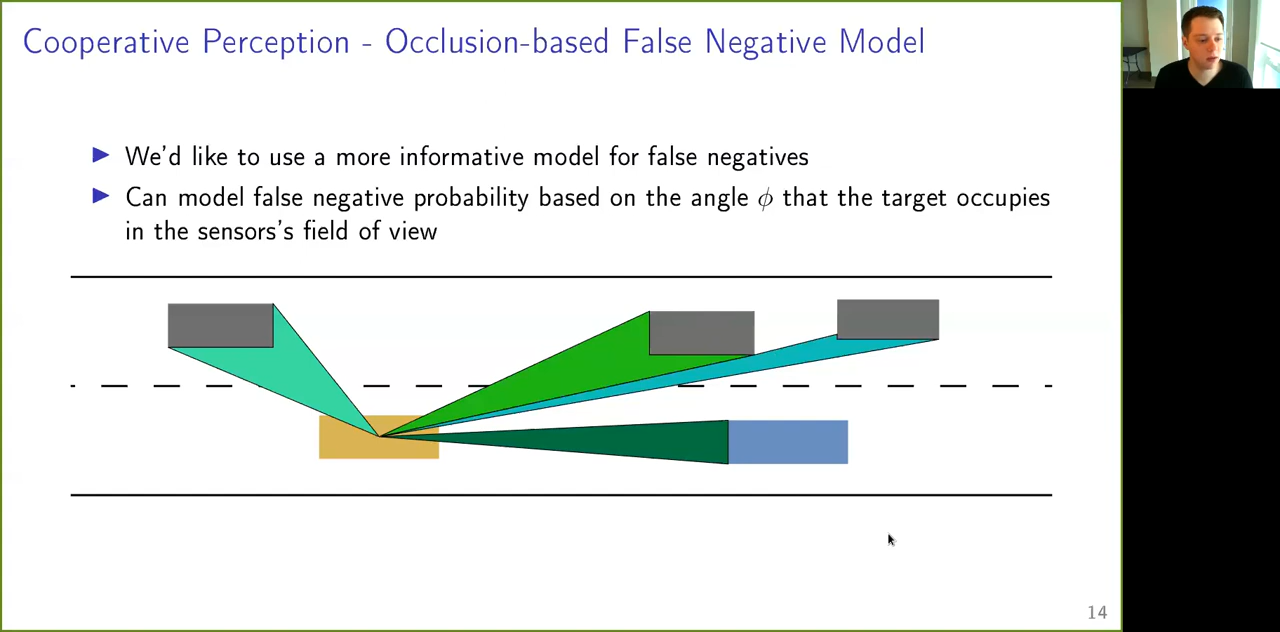 Cooperative Perception - Occlusion-based False Negative Model
We'd like to use a more informative model for false negatives
Can model false negative probability based on the angle ϕ that the target occupies
in the sensors's field of view
14